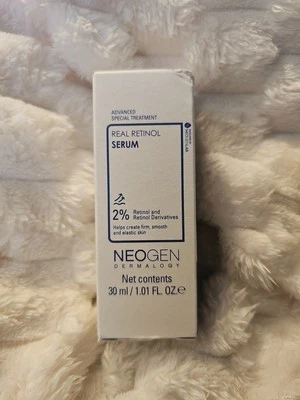 ADVANCED
SPECIAL TREATMENT
REAL RETINOL
SERUM
2%
Retinol and
Retinol Derivatives
Helps create firm, smooth
and elastic skin
NEOGEN
DERMALOGY
Net contents
30 ml / 1.01 FL. OZ.℮